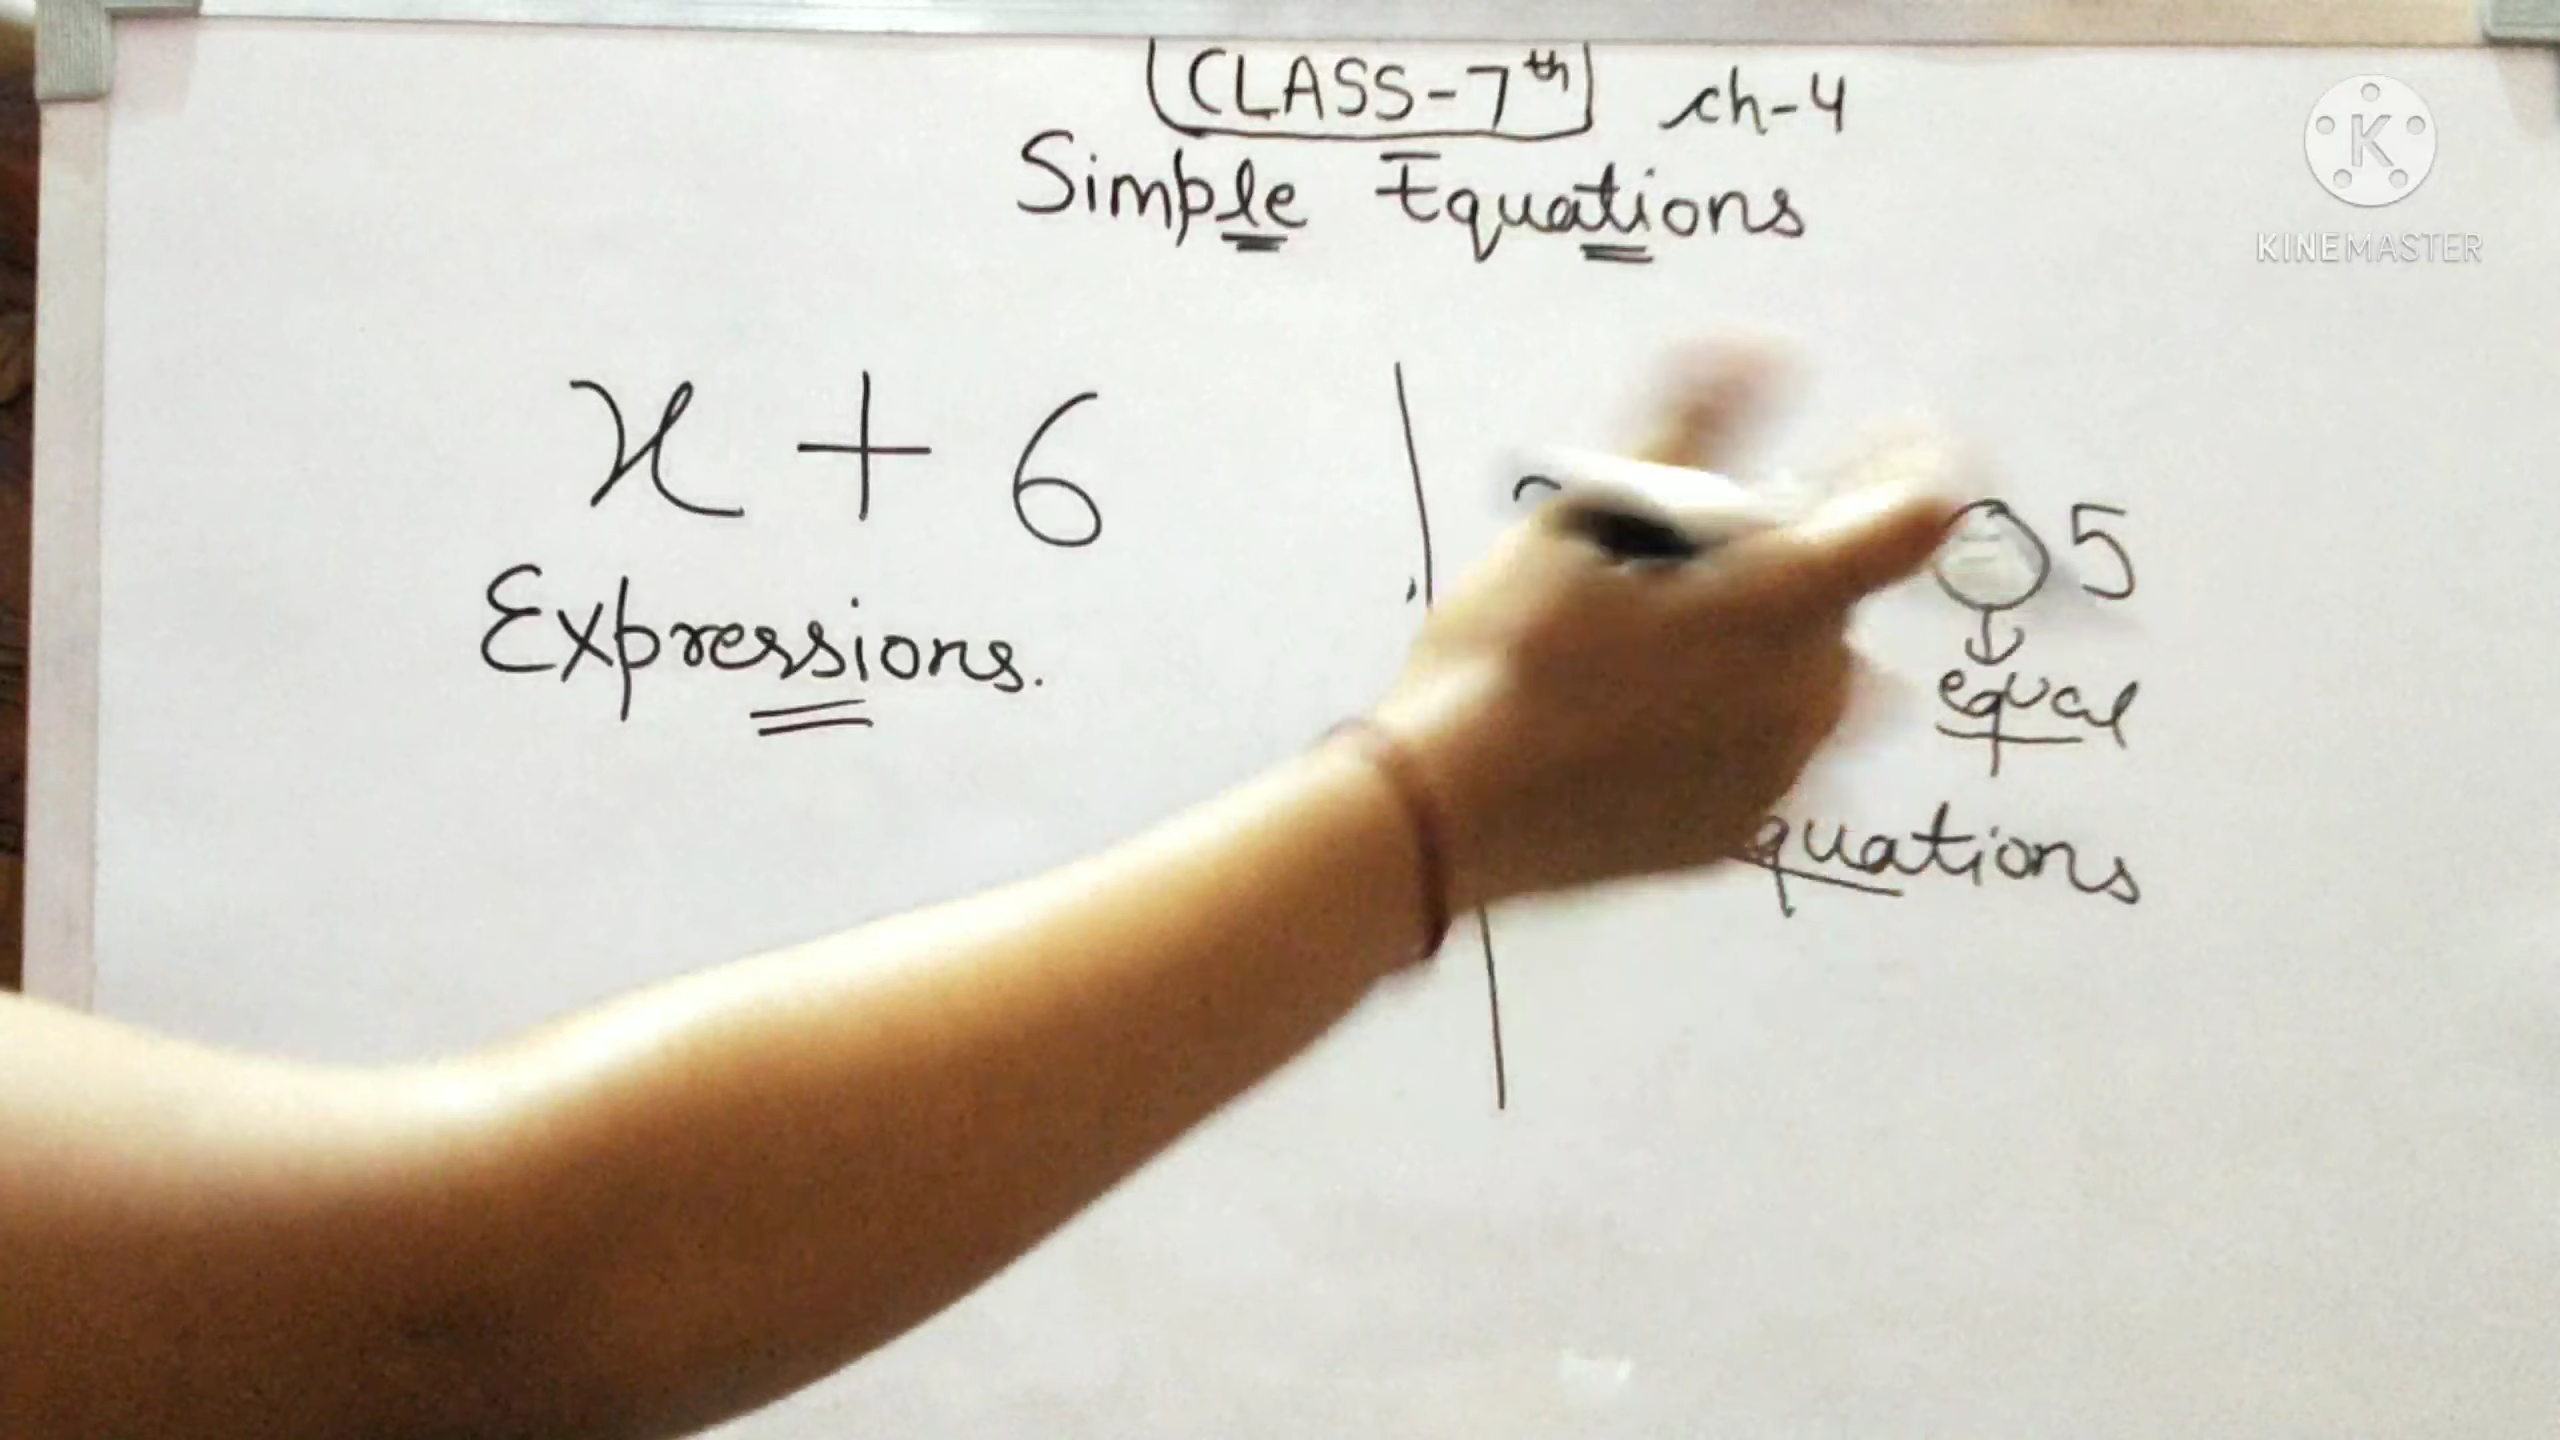 CLASS-7th ch-4
Simple Equations
K
KINEMASTER
x + 6
Expressions.
= 5
equal
quations